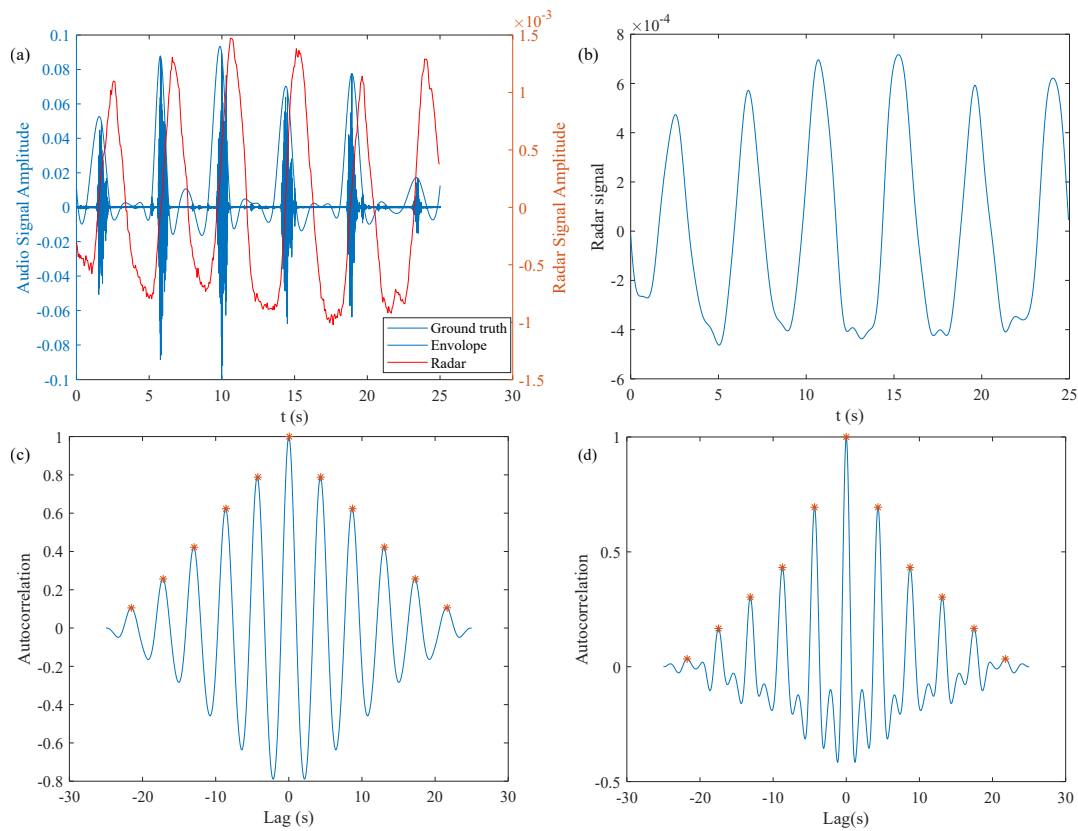 (a)
×10⁻³
0.1
0.08
0.06
0.04
0.02
0
-0.02
-0.04
-0.06
-0.08
-0.1
Audio Signal Amplitude
1.5
1
0.5
0
-0.5
-1
-1.5
Radar Signal Amplitude
Ground truth
Envolope
Radar
0 5 10 15 20 25 30
t (s)
(b)
×10⁻⁴
8
6
4
2
0
-2
-4
-6
Radar signal
0 5 10 15 20 25
t (s)
(c)
1
0.8
0.6
0.4
0.2
0
-0.2
-0.4
-0.6
-0.8
Autocorrelation
-30 -20 -10 0 10 20 30
Lag (s)
(d)
1
0.5
0
-0.5
Autocorrelation
-30 -20 -10 0 10 20 30
Lag(s)